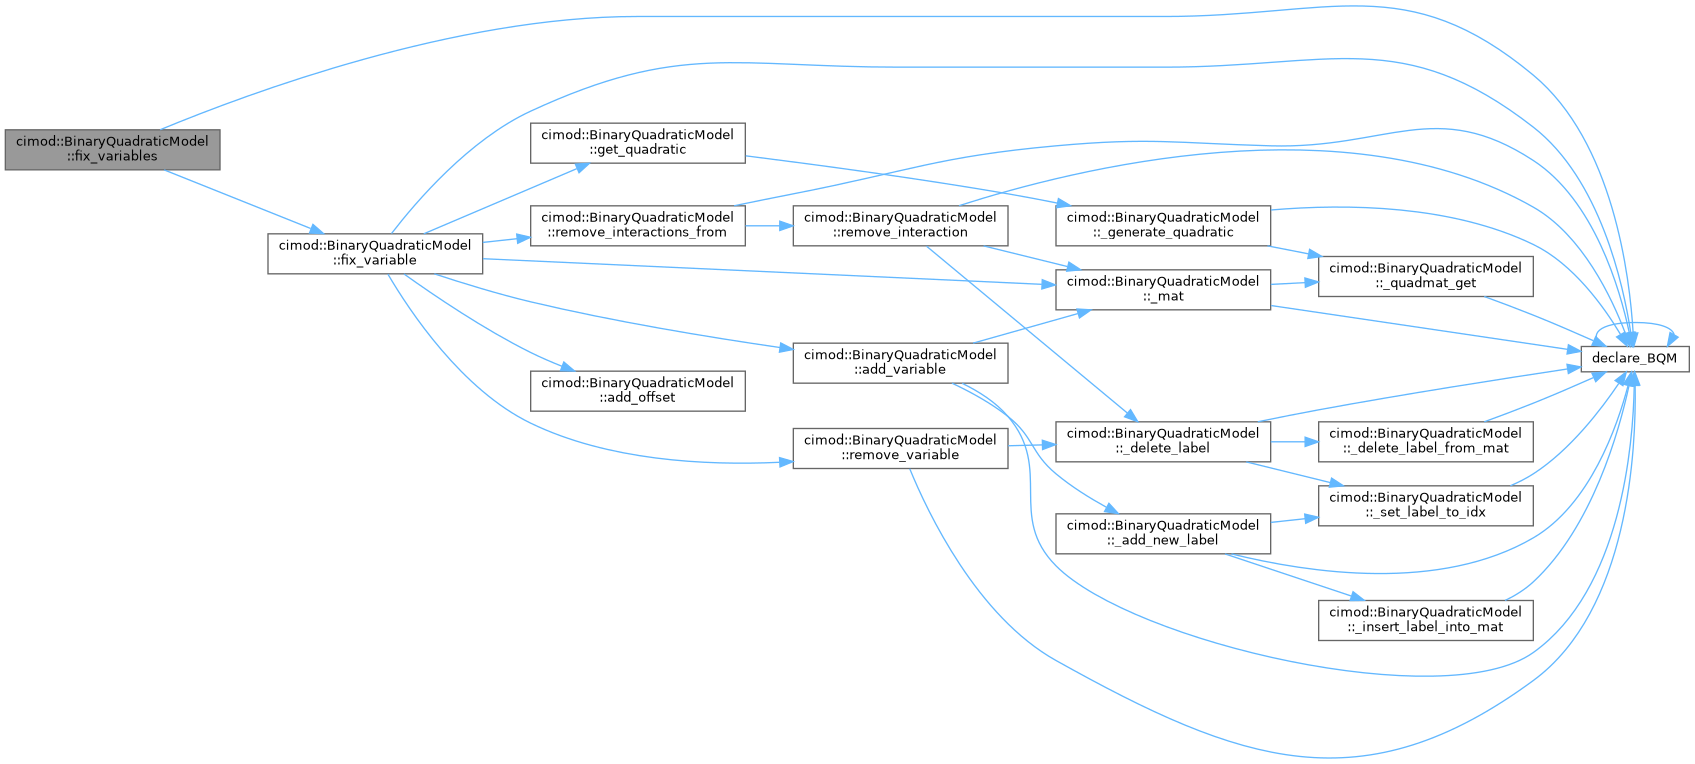 cimod::BinaryQuadraticModel
::fix_variables
cimod::BinaryQuadraticModel
::fix_variable
cimod::BinaryQuadraticModel
::get_quadratic
cimod::BinaryQuadraticModel
::remove_interactions_from
cimod::BinaryQuadraticModel
::add_offset
cimod::BinaryQuadraticModel
::remove_interaction
cimod::BinaryQuadraticModel
::add_variable
cimod::BinaryQuadraticModel
::remove_variable
cimod::BinaryQuadraticModel
::_generate_quadratic
cimod::BinaryQuadraticModel
::_mat
cimod::BinaryQuadraticModel
::_delete_label
cimod::BinaryQuadraticModel
::_add_new_label
cimod::BinaryQuadraticModel
::_quadmat_get
cimod::BinaryQuadraticModel
::_delete_label_from_mat
cimod::BinaryQuadraticModel
::_set_label_to_idx
cimod::BinaryQuadraticModel
::_insert_label_into_mat
declare_BQM